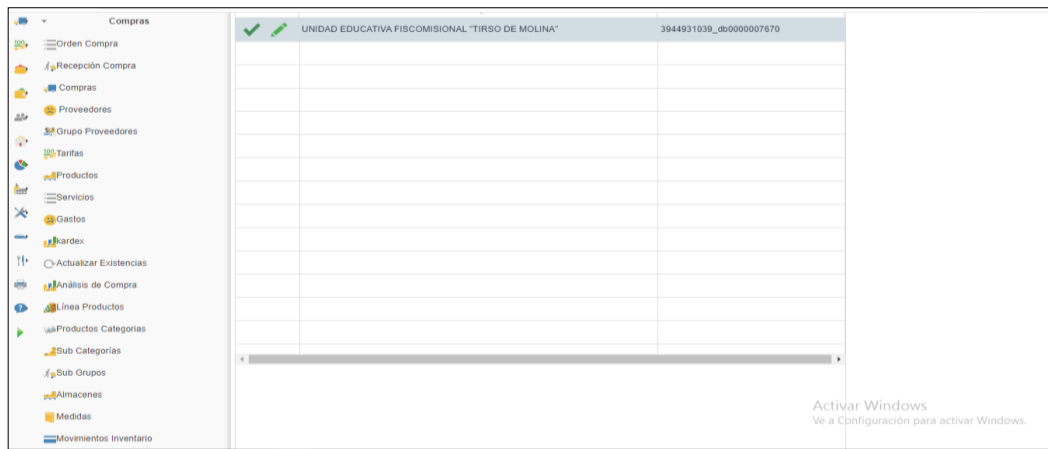 Compras
Orden Compra
Recepción Compra
Compras
Proveedores
Grupo Proveedores
Tarifas
Productos
Servicios
Gastos
kardex
Actualizar Existencias
Análisis de Compra
Línea Productos
Productos Categorias
Sub Categorías
Sub Grupos
Almacenes
Medidas
Movimientos Inventario
UNIDAD EDUCATIVA FISCOMISIONAL "TIRSO DE MOLINA" 3944931039_db0000007670
Activar Windows
Ve a Configuración para activar Windows.